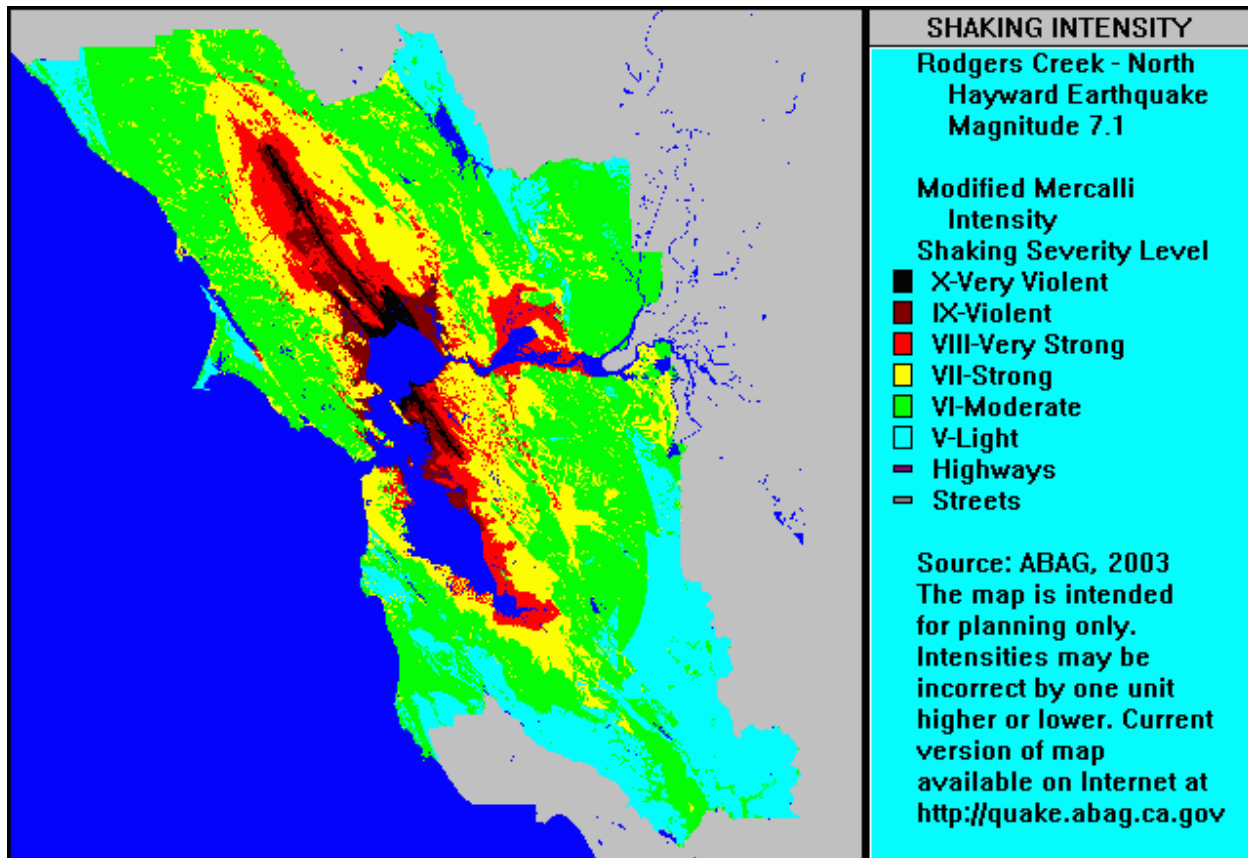 SHAKING INTENSITY
Rodgers Creek - North
Hayward Earthquake
Magnitude 7.1
Modified Mercalli
Intensity
Shaking Severity Level
X-Very Violent
IX-Violent
VIII-Very Strong
VII-Strong
VI-Moderate
V-Light
Highways
Streets
Source: ABAG, 2003
The map is intended
for planning only.
Intensities may be
incorrect by one unit
higher or lower. Current
version of map
available on Internet at
http://quake.abag.ca.gov